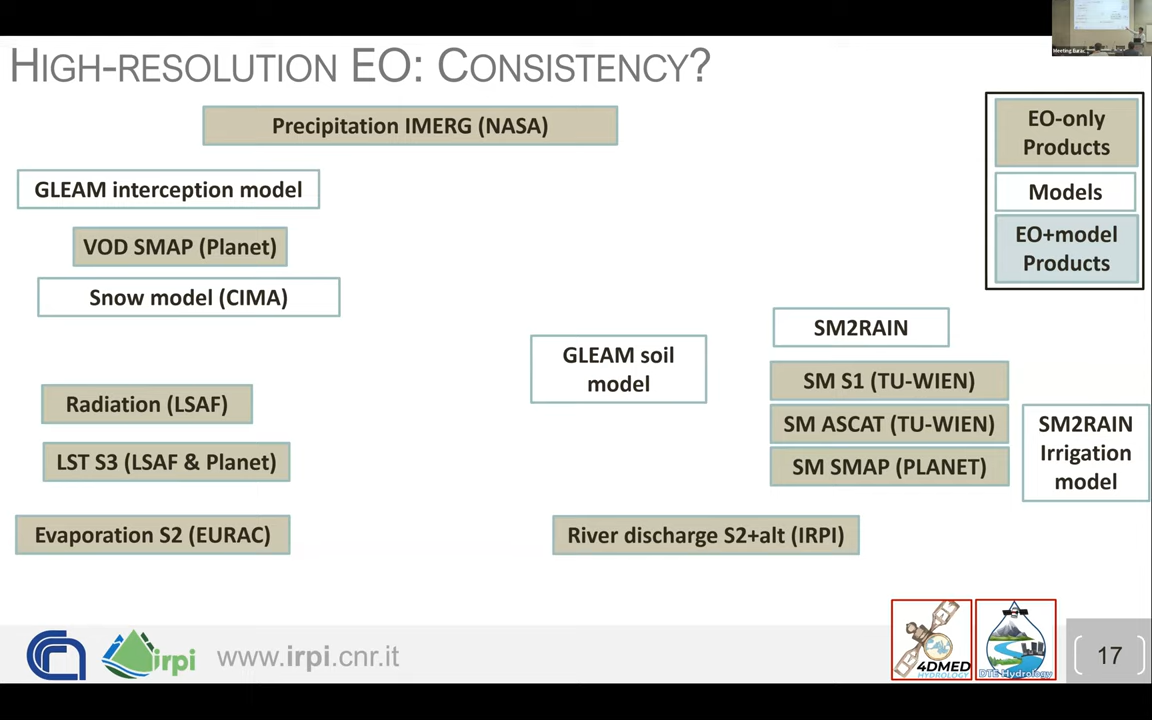 HIGH-RESOLUTION EO: CONSISTENCY?
Precipitation IMERG (NASA)
GLEAM interception model
VOD SMAP (Planet)
Snow model (CIMA)
Radiation (LSAF)
LST S3 (LSAF & Planet)
Evaporation S2 (EURAC)
GLEAM soil
model
River discharge S2+alt (IRPI)
SM2RAIN
SM S1 (TU-WIEN)
SM ASCAT (TU-WIEN)
SM SMAP (PLANET)
SM2RAIN
Irrigation
model
EO-only
Products
Models
EO+model
Products
irpi
www.irpi.cnr.it
4DMED
HYDROLOGY
DTE Hydrology
17